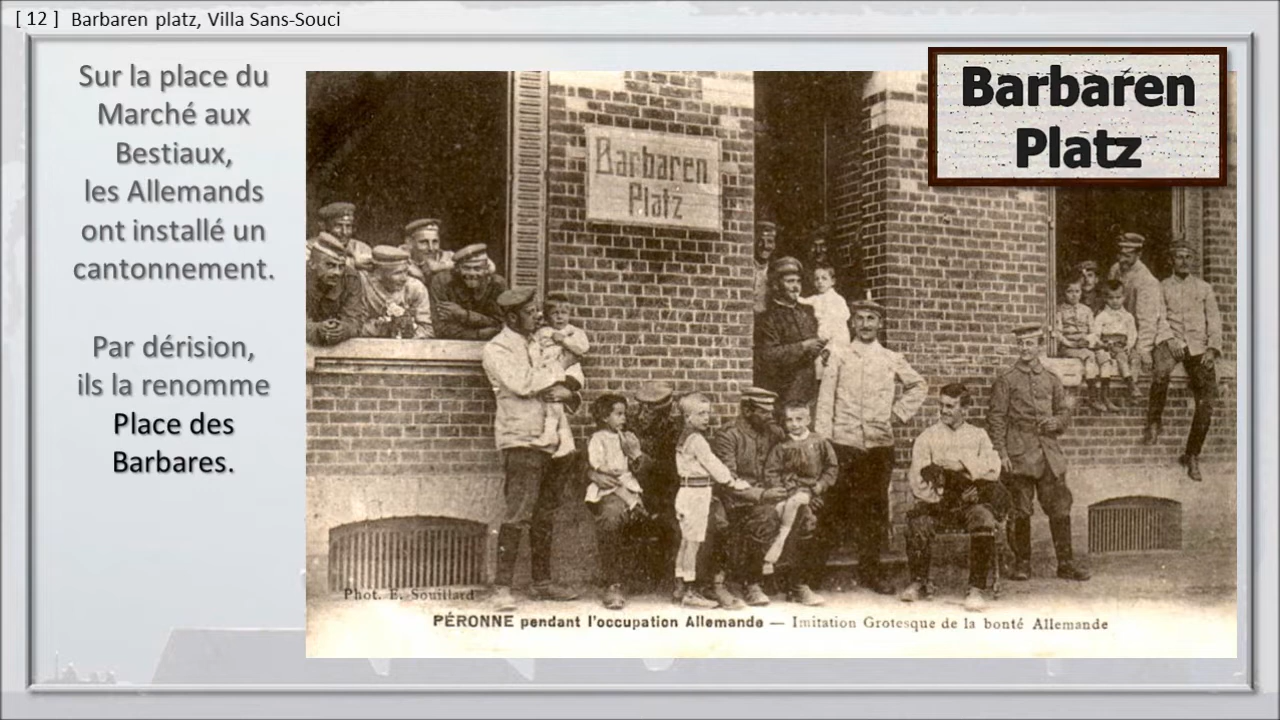 [ 12 ] Barbaren platz, Villa Sans-Souci
Sur la place du
Marché aux
Bestiaux,
les Allemands
ont installé un
cantonnement.
Par dérision,
ils la renomme
Place des
Barbares.
Barbaren
Platz
Barbaren
Platz
Phot. E. Souillard
PÉRONNE pendant l'occupation Allemande — Imitation Grotesque de la bonté Allemande